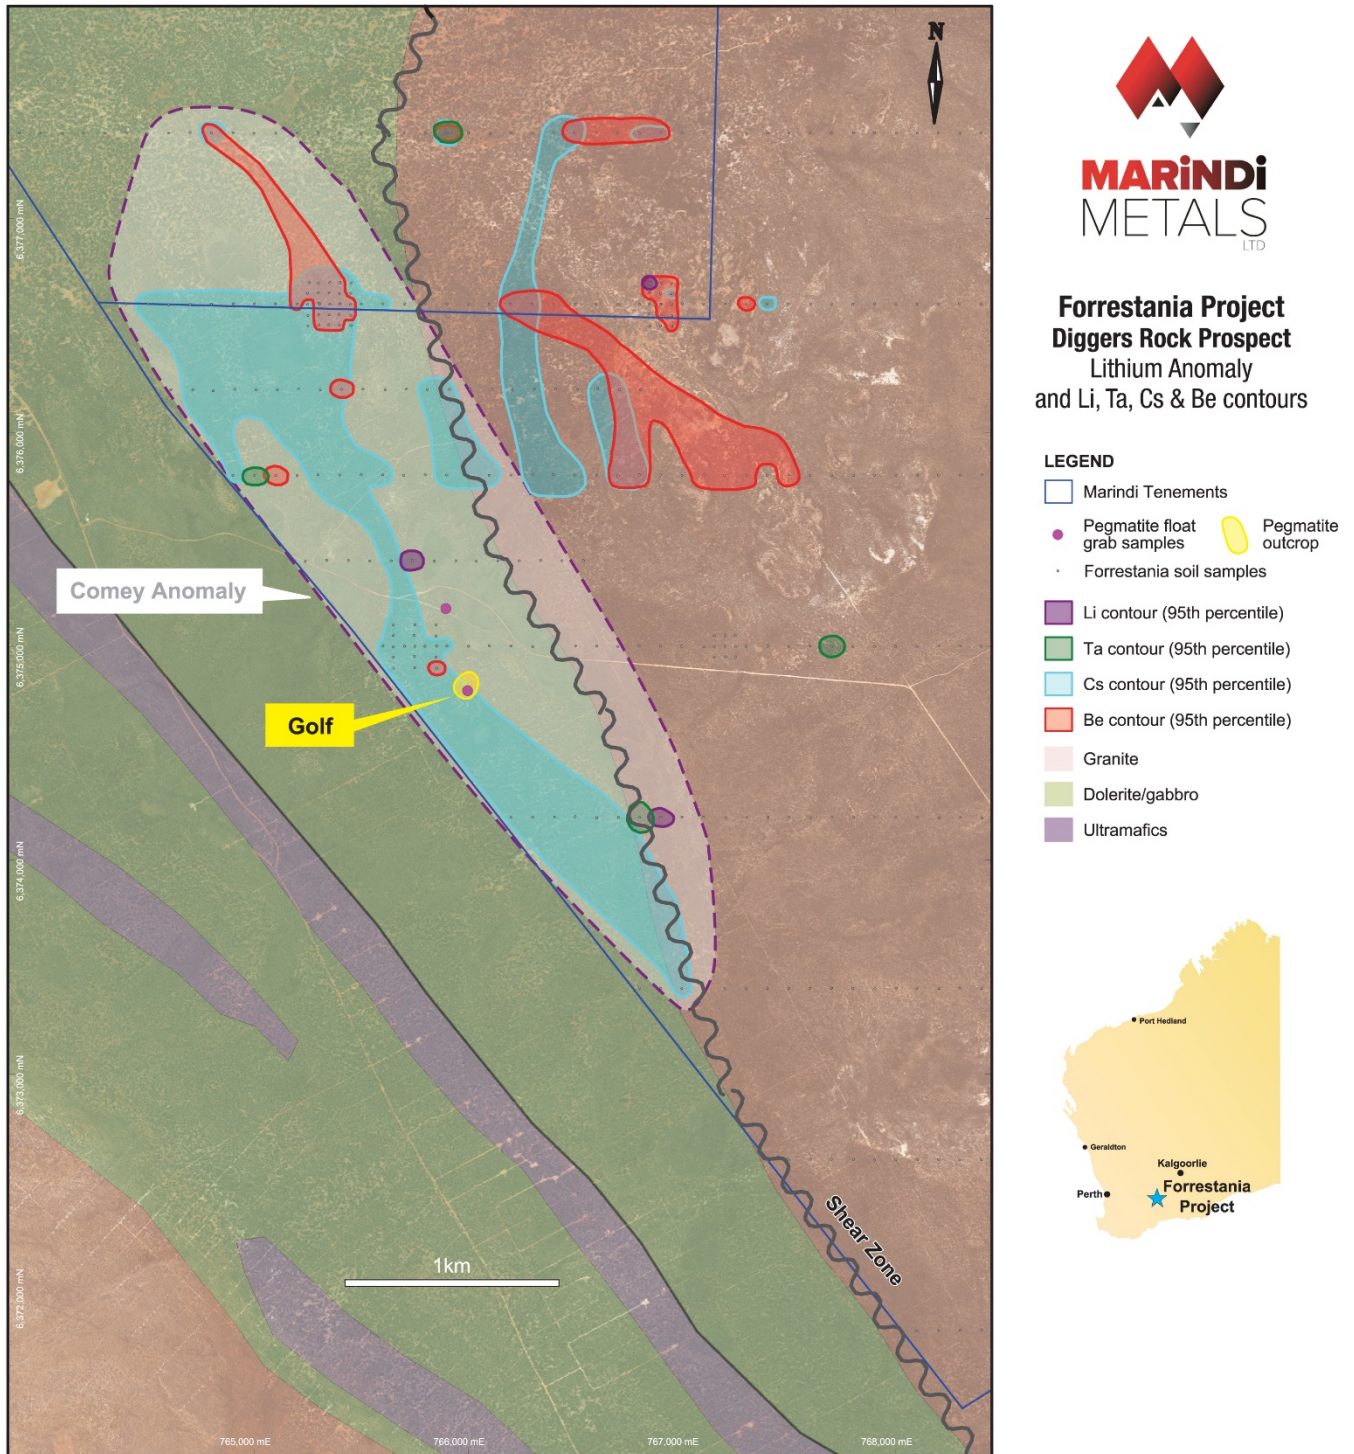 N
6,377,000 mN
6,376,000 mN
6,375,000 mN
6,374,000 mN
6,373,000 mN
6,372,000 mN
Comey Anomaly
Golf
Shear Zone
1km
765,000 mE
766,000 mE
767,000 mE
768,000 mE
MARiNDi
METALS
LTD
Forrestania Project
Diggers Rock Prospect
Lithium Anomaly
and Li, Ta, Cs & Be contours
LEGEND
Marindi Tenements
Pegmatite float
grab samples
Pegmatite
outcrop
Forrestania soil samples
Li contour (95th percentile)
Ta contour (95th percentile)
Cs contour (95th percentile)
Be contour (95th percentile)
Granite
Dolerite/gabbro
Ultramafics
Port Hedland
Geraldton
Kalgoorlie
Perth
Forrestania
Project